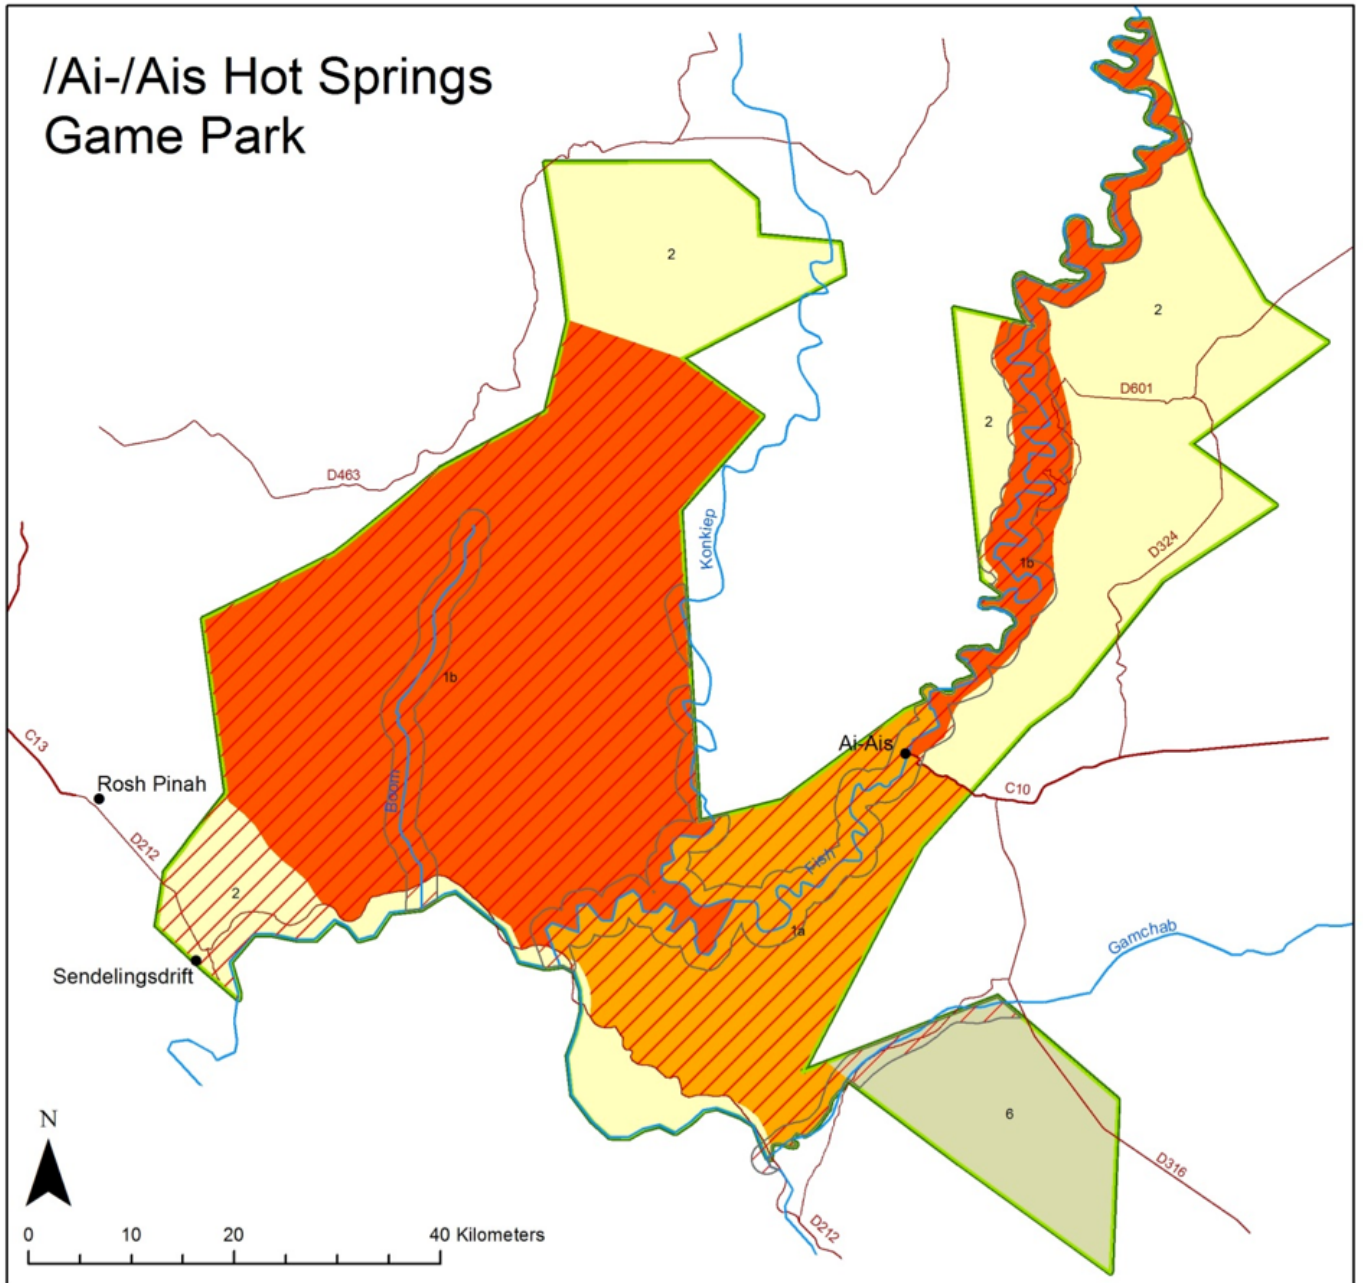 /Ai-/Ais Hot Springs
Game Park
2
2
D601
2
D463
Konkiep
D324
1b
1b
C13
Ai-Ais
Rosh Pinah
Boom
C10
D212
Fish
2
1a
Gamchab
Sendelingsdrift
6
N
D316
D212
0 10 20 40 Kilometers